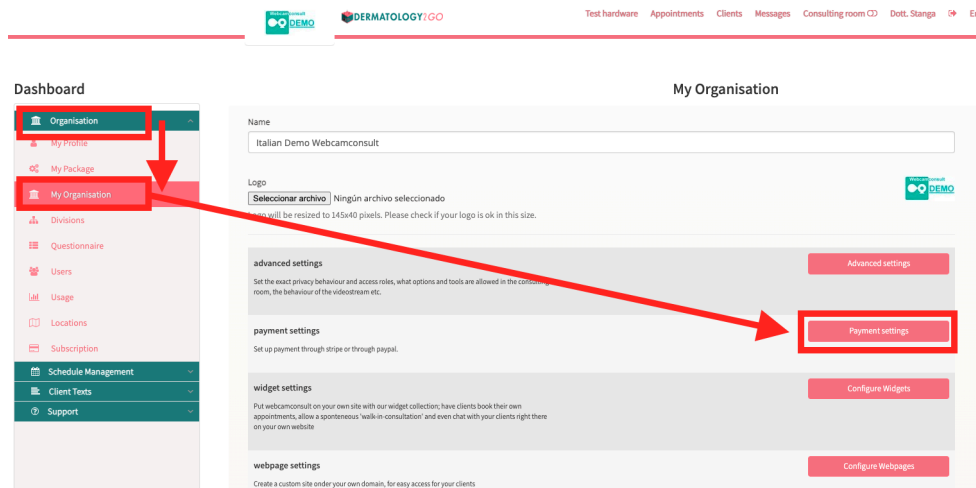 Webcamconsult
DEMO
DERMATOLOGY2GO
Test hardware Appointments Clients Messages Consulting room Dott. Stanga
Dashboard
My Organisation
Organisation
My Profile
My Package
My Organisation
Divisions
Questionnaire
Users
Usage
Locations
Subscription
Schedule Management
Client Texts
Support
Name
Italian Demo Webcamconsult
Logo
Seleccionar archivo Ningún archivo seleccionado
Logo will be resized to 145x40 pixels. Please check if your logo is ok in this size.
Webcamconsult
DEMO
advanced settings
Advanced settings
Set the exact privacy behaviour and access roles, what options and tools are allowed in the consulting
room, the behaviour of the videostream etc.
payment settings
Payment settings
Set up payment through stripe or through paypal.
widget settings
Configure Widgets
Put webcamconsult on your own site with our widget collection; have clients book their own
appointments, allow a sponteneous 'walk-in-consultation' and even chat with your clients right there
on your own website
webpage settings
Configure Webpages
Create a custom site onder your own domain, for easy access for your clients